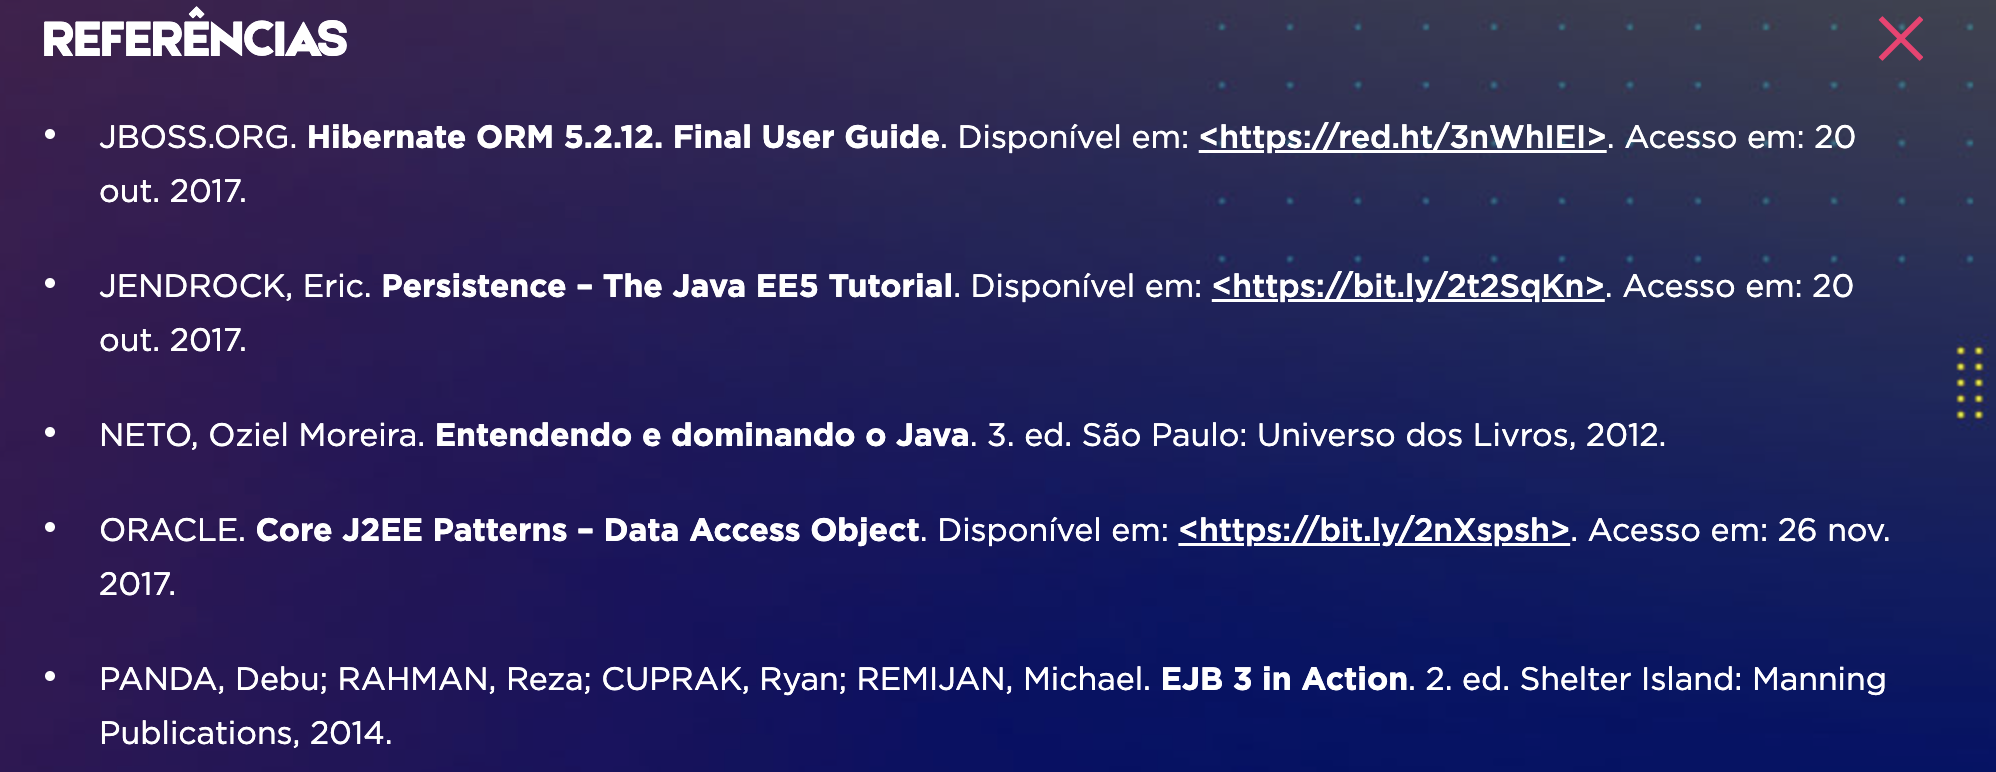 REFERÊNCIAS
• JBOSS.ORG. Hibernate ORM 5.2.12. Final User Guide. Disponível em: <https://red.ht/3nWhIEI>. Acesso em: 20
out. 2017.
• JENDROCK, Eric. Persistence – The Java EE5 Tutorial. Disponível em: <https://bit.ly/2t2SqKn>. Acesso em: 20
out. 2017.
• NETO, Oziel Moreira. Entendendo e dominando o Java. 3. ed. São Paulo: Universo dos Livros, 2012.
• ORACLE. Core J2EE Patterns – Data Access Object. Disponível em: <https://bit.ly/2nXspsh>. Acesso em: 26 nov.
2017.
• PANDA, Debu; RAHMAN, Reza; CUPRAK, Ryan; REMIJAN, Michael. EJB 3 in Action. 2. ed. Shelter Island: Manning
Publications, 2014.